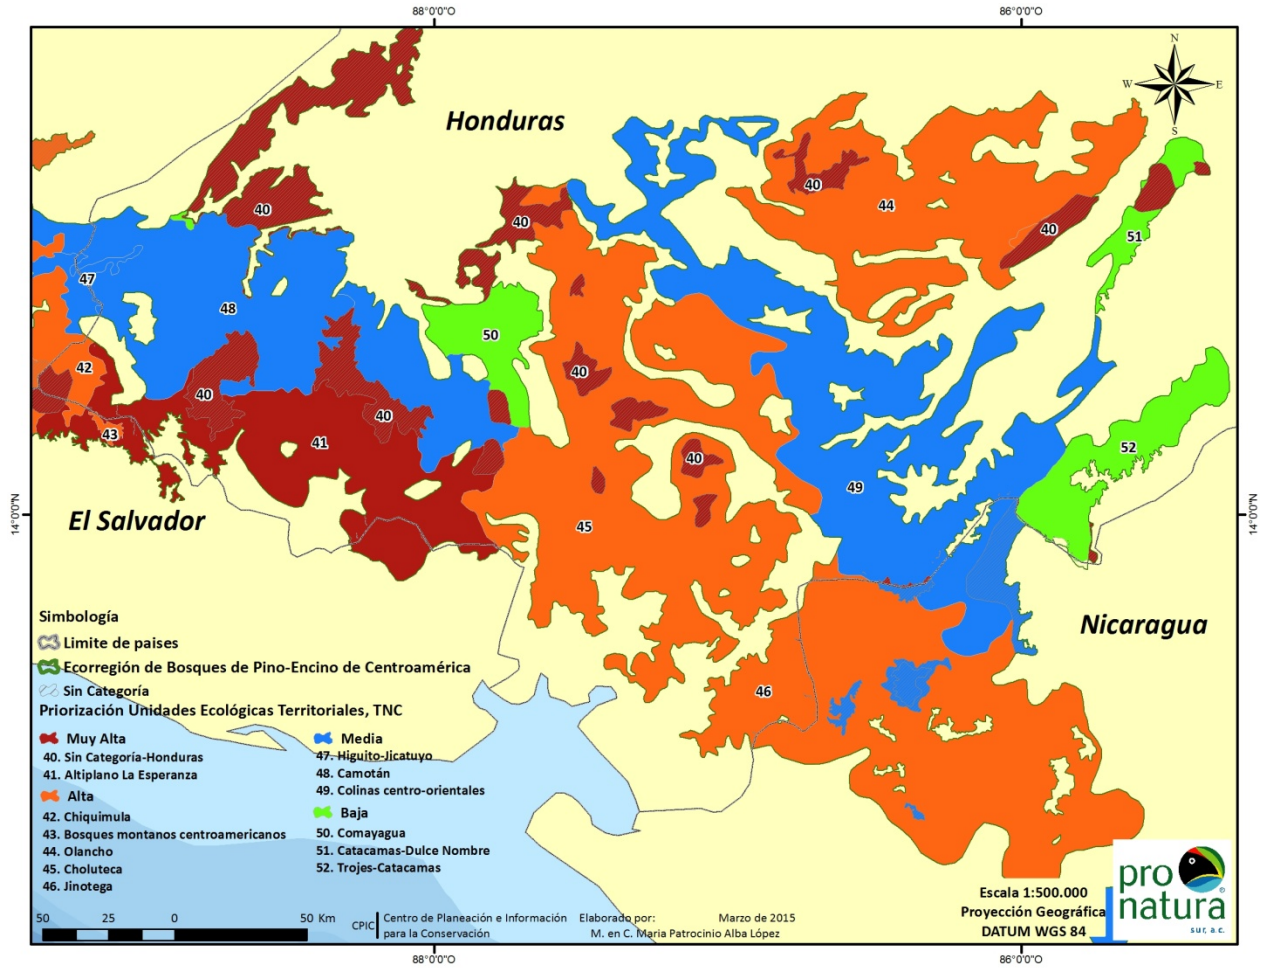 88°0'0"O
86°0'0"O
N
W
E
S
Honduras
40
40
44
40
40
51
47
48
50
42
40
40
40
52
43
41
40
49
14°0'0"N
El Salvador
45
14°0'0"N
Nicaragua
46
Simbología
Limite de paises
Ecorregión de Bosques de Pino-Encino de Centroamérica
Sin Categoría
Priorización Unidades Ecológicas Territoriales, TNC
Muy Alta
40. Sin Categoría-Honduras
41. Altiplano La Esperanza
Alta
42. Chiquimula
43. Bosques montanos centroamericanos
44. Olancho
45. Choluteca
46. Jinotega
Media
47. Higuito-Jicatuyo
48. Camotán
49. Colinas centro-orientales
Baja
50. Comayagua
51. Catacamas-Dulce Nombre
52. Trojes-Catacamas
50 25 0 50 Km
CPIC
Centro de Planeación e Información
para la Conservación
Elaborado por: Marzo de 2015
M. en C. Maria Patrocinio Alba López
Escala 1:500.000
Proyección Geográfica
DATUM WGS 84
pro
natura
®
sur, a.c.
88°0'0"O
86°0'0"O